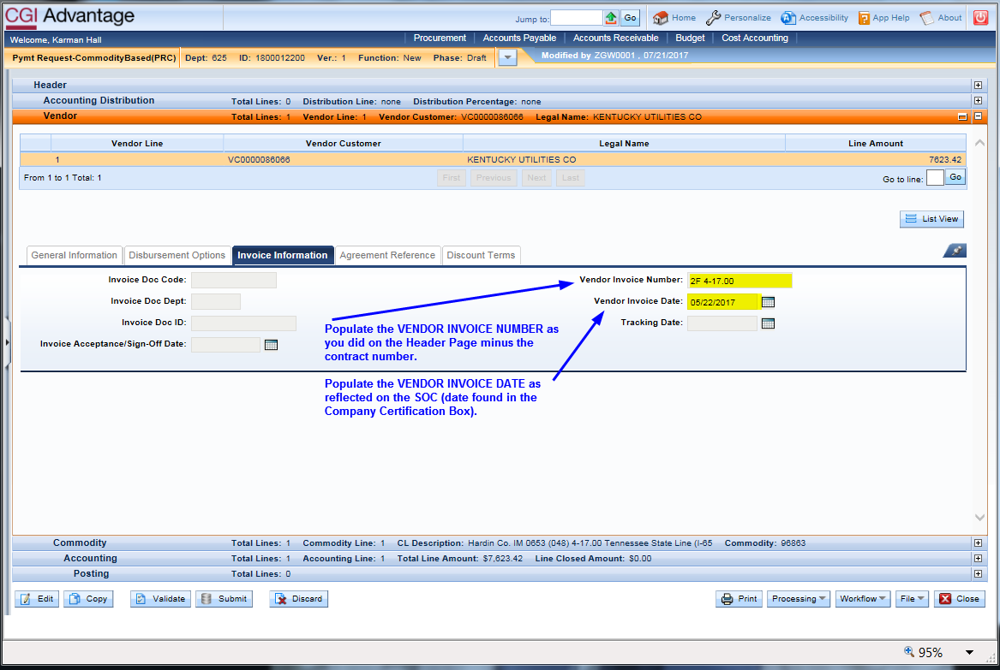 CGI Advantage
Jump to: Go Home Personalize Accessibility App Help About
Welcome, Karman Hall Procurement Accounts Payable Accounts Receivable Budget Cost Accounting
Pymt Request-CommodityBased(PRC) Dept: 625 ID: 1800012200 Ver.: 1 Function: New Phase: Draft Modified by ZGW0001 , 07/21/2017
Header
Accounting Distribution Total Lines: 0 Distribution Line: none Distribution Percentage: none
Vendor Total Lines: 1 Vendor Line: 1 Vendor Customer: VC0000086066 Legal Name: KENTUCKY UTILITIES CO
Vendor Line Vendor Customer Legal Name Line Amount
1 VC0000086066 KENTUCKY UTILITIES CO 7623.42
From 1 to 1 Total: 1 First Previous Next Last Go to line: Go
List View
General Information Disbursement Options Invoice Information Agreement Reference Discount Terms
Invoice Doc Code: Vendor Invoice Number: 2F 4-17.00
Invoice Doc Dept: Vendor Invoice Date: 05/22/2017
Invoice Doc ID: Tracking Date:
Invoice Acceptance/Sign-Off Date:
Populate the VENDOR INVOICE NUMBER as
you did on the Header Page minus the
contract number.
Populate the VENDOR INVOICE DATE as
reflected on the SOC (date found in the
Company Certification Box).
Commodity Total Lines: 1 Commodity Line: 1 CL Description: Hardin Co. IM 0653 (048) 4-17.00 Tennessee State Line (I-65 Commodity: 96863
Accounting Total Lines: 1 Accounting Line: 1 Total Line Amount: $7,623.42 Line Closed Amount: $0.00
Posting Total Lines: 0
Edit Copy Validate Submit Discard Print Processing Workflow File Close
95%